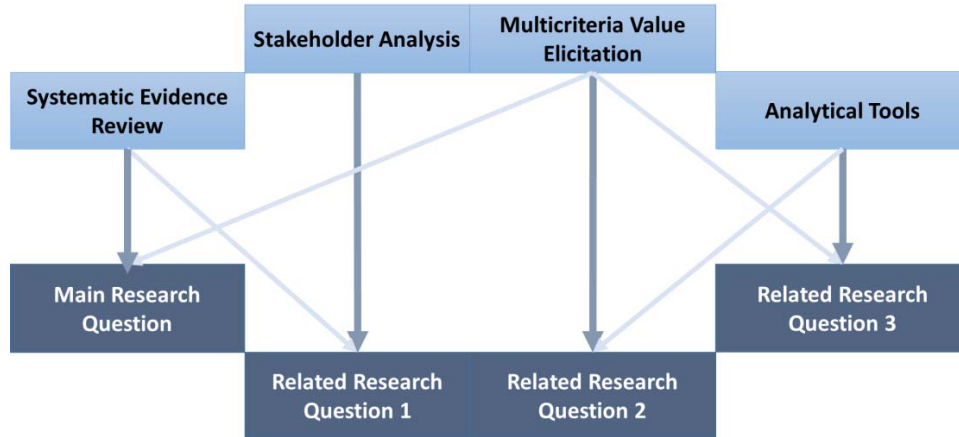 Stakeholder Analysis
Multicriteria Value
Elicitation
Systematic Evidence
Review
Analytical Tools
Main Research
Question
Related Research
Question 3
Related Research
Question 1
Related Research
Question 2